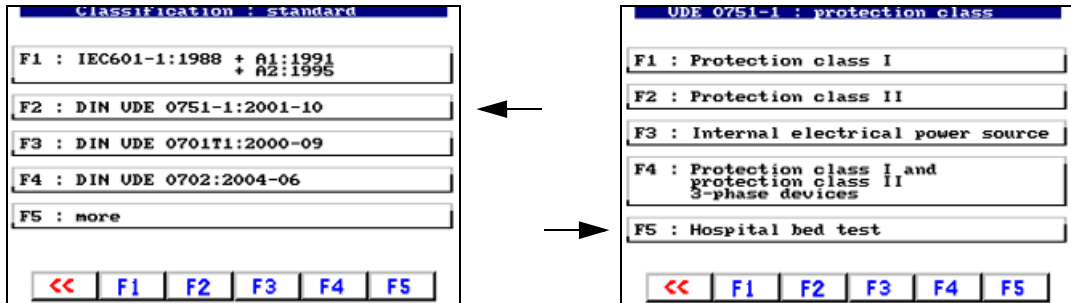 Classification : standard
F1 : IEC601-1:1988 + A1:1991
+ A2:1995
F2 : DIN VDE 0751-1:2001-10
F3 : DIN VDE 0701T1:2000-09
F4 : DIN VDE 0702:2004-06
F5 : more
<< F1 F2 F3 F4 F5
VDE 0751-1 : protection class
F1 : Protection class I
F2 : Protection class II
F3 : Internal electrical power source
F4 : Protection class I and
protection class II
3-phase devices
F5 : Hospital bed test
<< F1 F2 F3 F4 F5